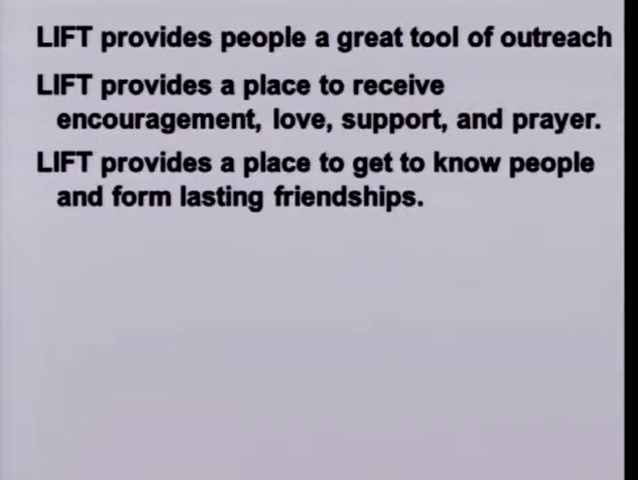 LIFT provides people a great tool of outreach
LIFT provides a place to receive
encouragement, love, support, and prayer.
LIFT provides a place to get to know people
and form lasting friendships.